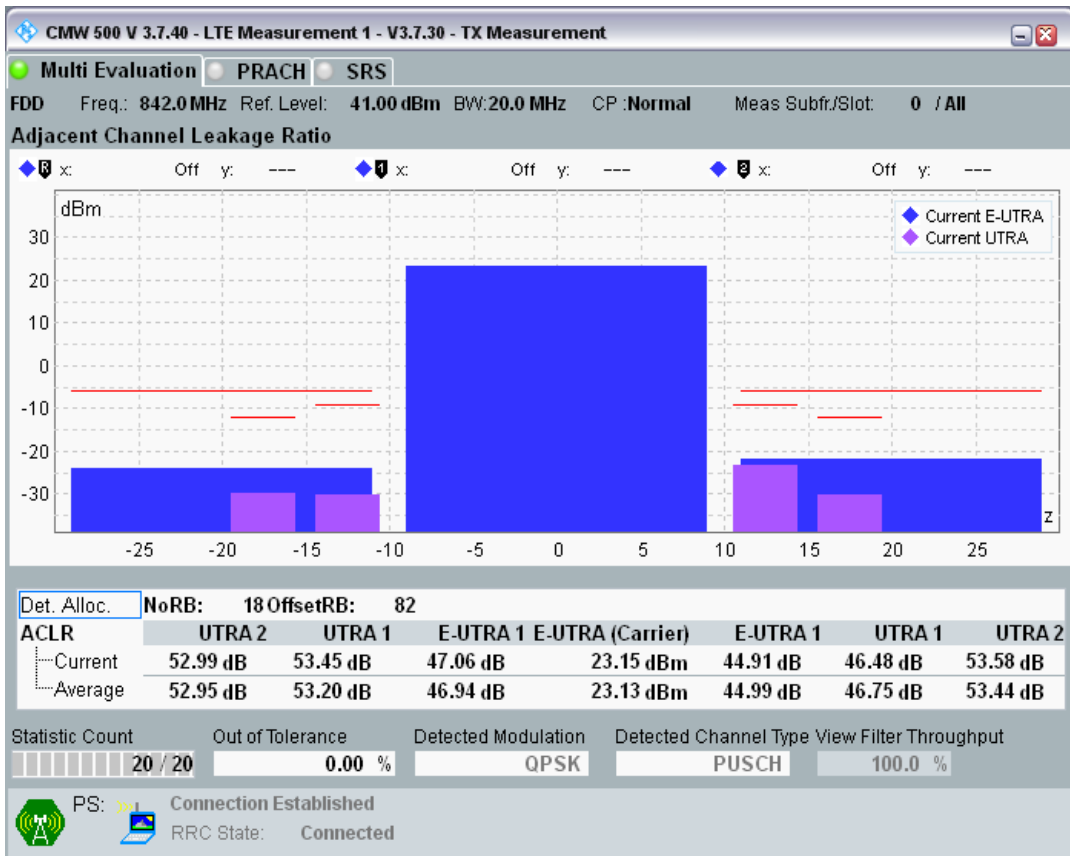 CMW 500 V 3.7.40 - LTE Measurement 1 - V3.7.30 - TX Measurement
Multi Evaluation PRACH SRS
FDD Freq.: 842.0 MHz Ref. Level: 41.00 dBm BW: 20.0 MHz CP : Normal Meas Subfr./Slot: 0 / All
Adjacent Channel Leakage Ratio
R x: Off y: --- 1 x: Off y: --- 2 x: Off y: ---
dBm
Current E-UTRA
Current UTRA
30
20
10
0
-10
-20
-30
z
-25 -20 -15 -10 -5 0 5 10 15 20 25
Det. Alloc. NoRB: 18 OffsetRB: 82
ACLR UTRA 2 UTRA 1 E-UTRA 1 E-UTRA (Carrier) E-UTRA 1 UTRA 1 UTRA 2
Current 52.99 dB 53.45 dB 47.06 dB 23.15 dBm 44.91 dB 46.48 dB 53.58 dB
Average 52.95 dB 53.20 dB 46.94 dB 23.13 dBm 44.99 dB 46.75 dB 53.44 dB
Statistic Count Out of Tolerance Detected Modulation Detected Channel Type View Filter Throughput
20 / 20 0.00 % QPSK PUSCH 100.0 %
PS: Connection Established
RRC State: Connected